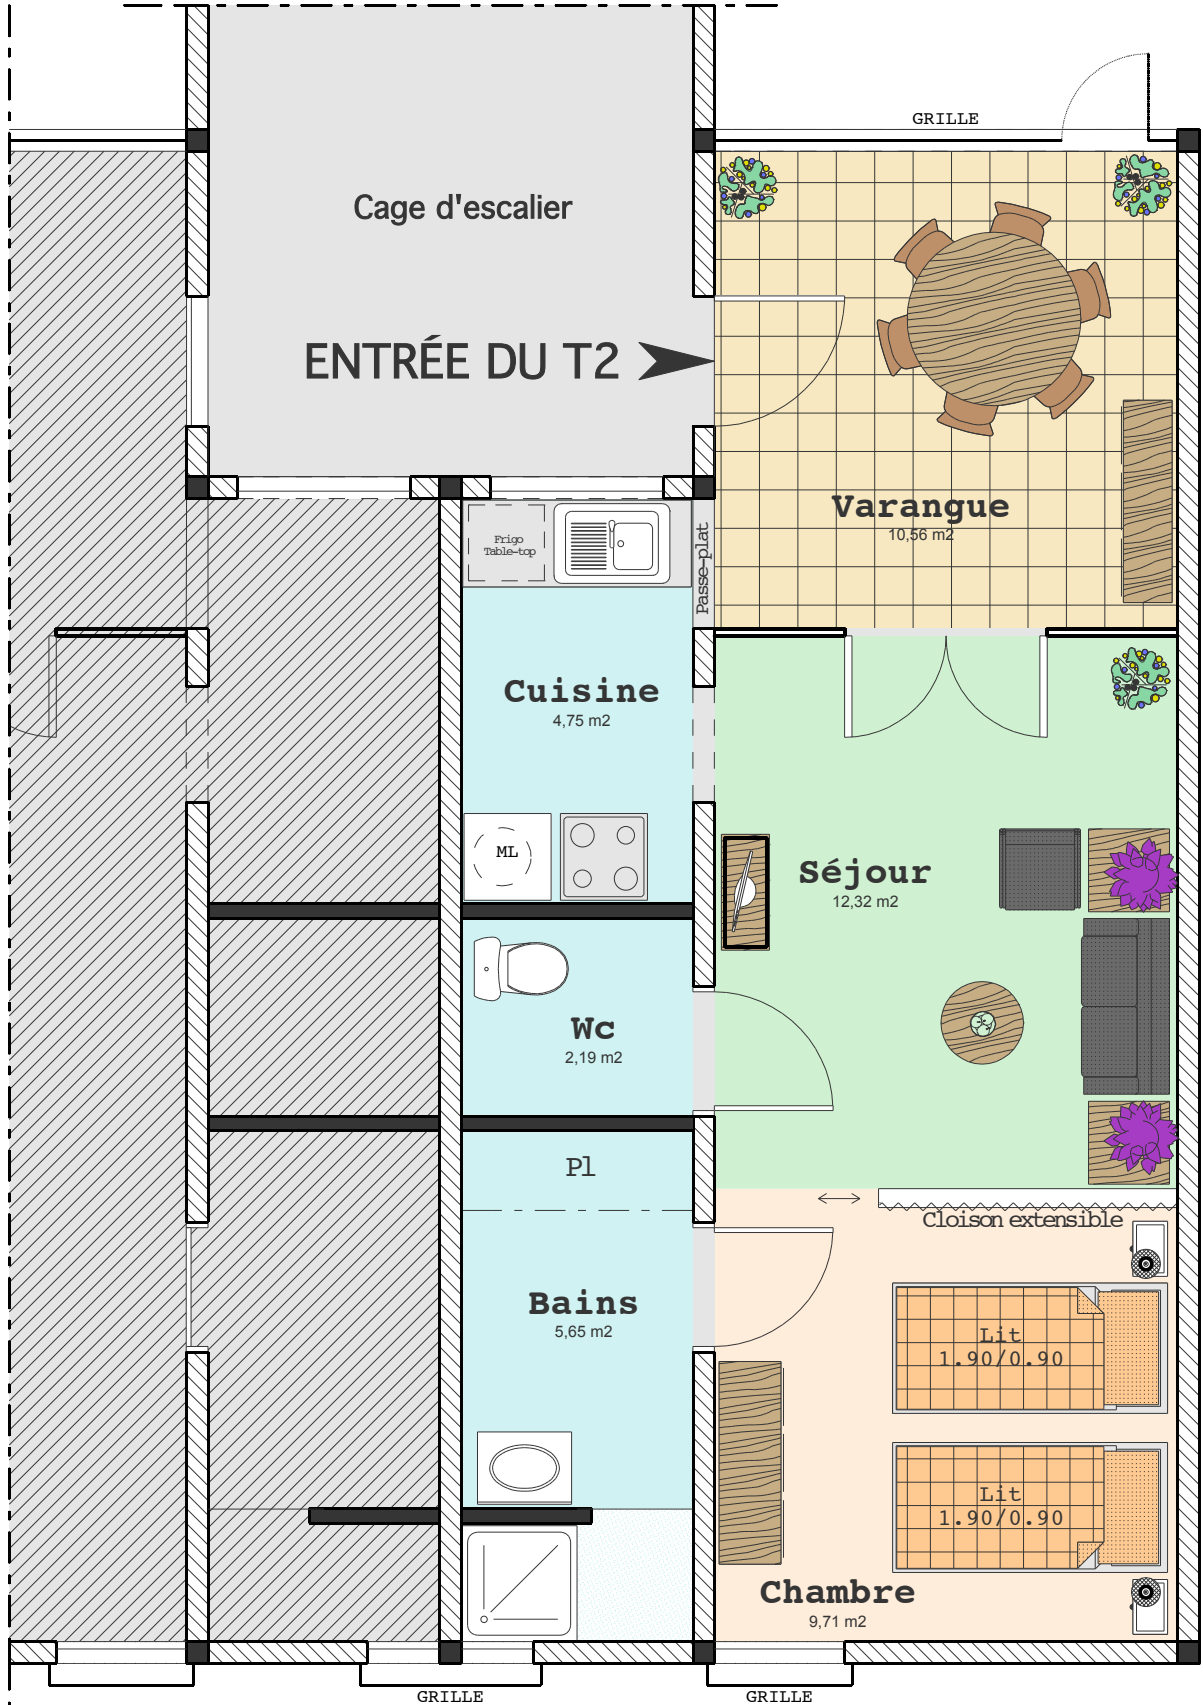 GRILLE
Cage d'escalier
ENTRÉE DU T2
Varangue
10,56 m2
Frigo
Table-top
Passe-plat
Cuisine
4,75 m2
ML
Séjour
12,32 m2
Wc
2,19 m2
Pl
Cloison extensible
Bains
5,65 m2
Lit
1.90/0.90
Lit
1.90/0.90
Chambre
9,71 m2
GRILLE
GRILLE